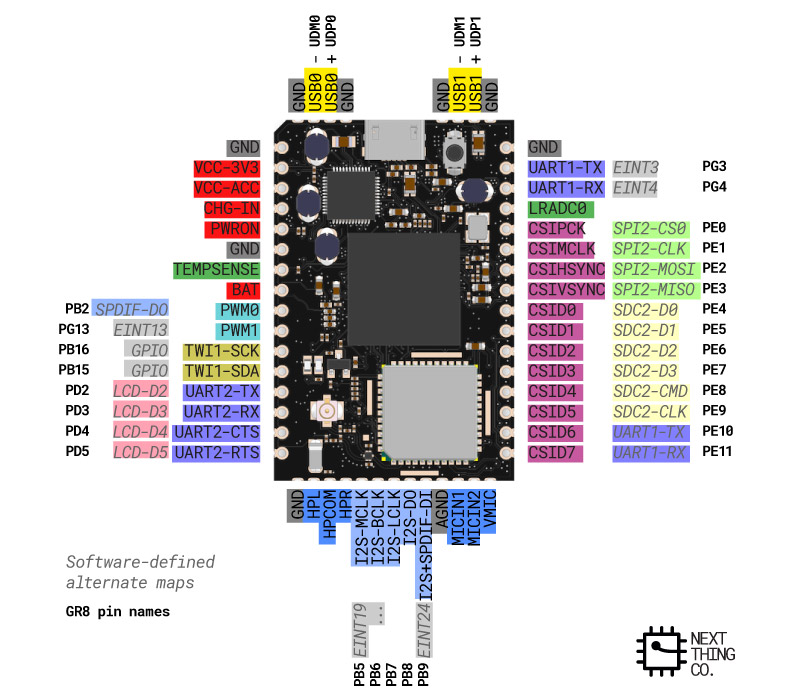 - UDM0
+ UDP0
- UDM1
+ UDP1
GND
USB0
USB0
GND
GND
USB1
USB1
GND
GND
GND
VCC-3V3
UART1-TX EINT3 PG3
VCC-ACC
UART1-RX EINT4 PG4
CHG-IN
LRADC0
PWRON
CSIPCK SPI2-CS0 PE0
GND
CSIMCLK SPI2-CLK PE1
TEMPSENSE
CSIHSYNC SPI2-MOSI PE2
BAT
CSIVSYNC SPI2-MISO PE3
PB2 SPDIF-DO PWM0
CSID0 SDC2-D0 PE4
PG13 EINT13 PWM1
CSID1 SDC2-D1 PE5
PB16 GPIO TWI1-SCK
CSID2 SDC2-D2 PE6
PB15 GPIO TWI1-SDA
CSID3 SDC2-D3 PE7
PD2 LCD-D2 UART2-TX
CSID4 SDC2-CMD PE8
PD3 LCD-D3 UART2-RX
CSID5 SDC2-CLK PE9
PD4 LCD-D4 UART2-CTS
CSID6 UART1-TX PE10
PD5 LCD-D5 UART2-RTS
CSID7 UART1-RX PE11
GND
HPL
HPCOM
HPR
I2S-MCLK
I2S-BCLK
I2S-LCLK
I2S-DO
I2S+SPDIF-DI
AGND
MICIN1
MICIN2
VMIC
EINT19
...
EINT24
PB5
PB6
PB7
PB8
PB9
Software-defined
alternate maps
GR8 pin names
NEXT
THING
CO.